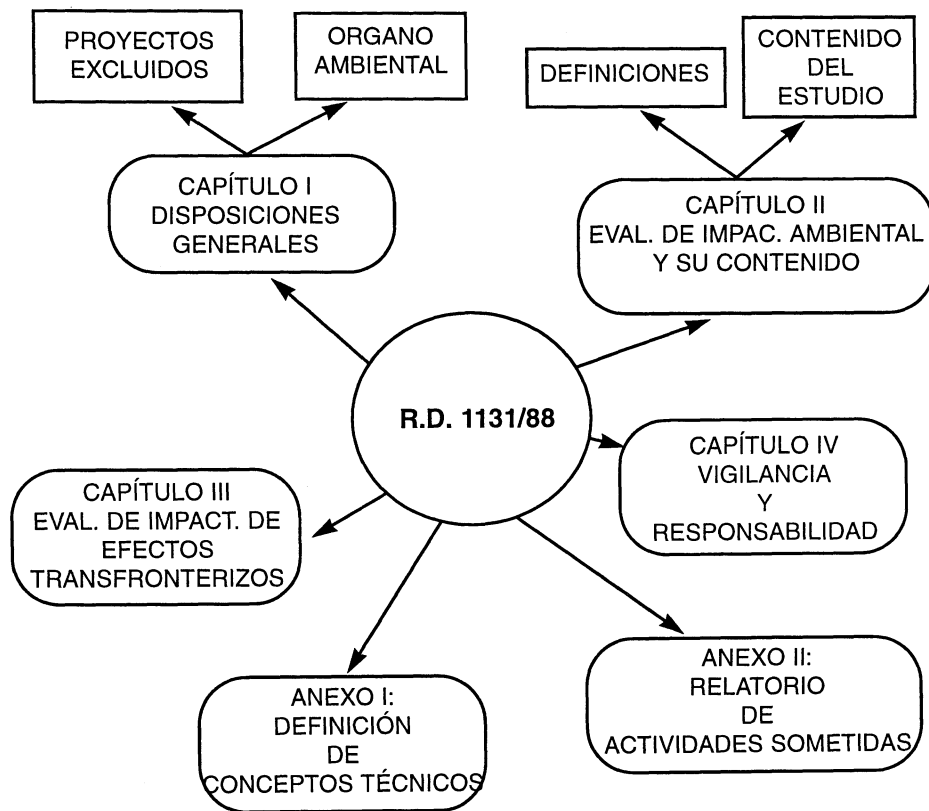 PROYECTOS
EXCLUIDOS
ORGANO
AMBIENTAL
DEFINICIONES
CONTENIDO
DEL
ESTUDIO
CAPÍTULO I
DISPOSICIONES
GENERALES
CAPÍTULO II
EVAL. DE IMPAC. AMBIENTAL
Y SU CONTENIDO
R.D. 1131/88
CAPÍTULO III
EVAL. DE IMPACT. DE
EFECTOS
TRANSFRONTERIZOS
CAPÍTULO IV
VIGILANCIA
Y
RESPONSABILIDAD
ANEXO I:
DEFINICIÓN
DE
CONCEPTOS TÉCNICOS
ANEXO II:
RELATORIO
DE
ACTIVIDADES SOMETIDAS